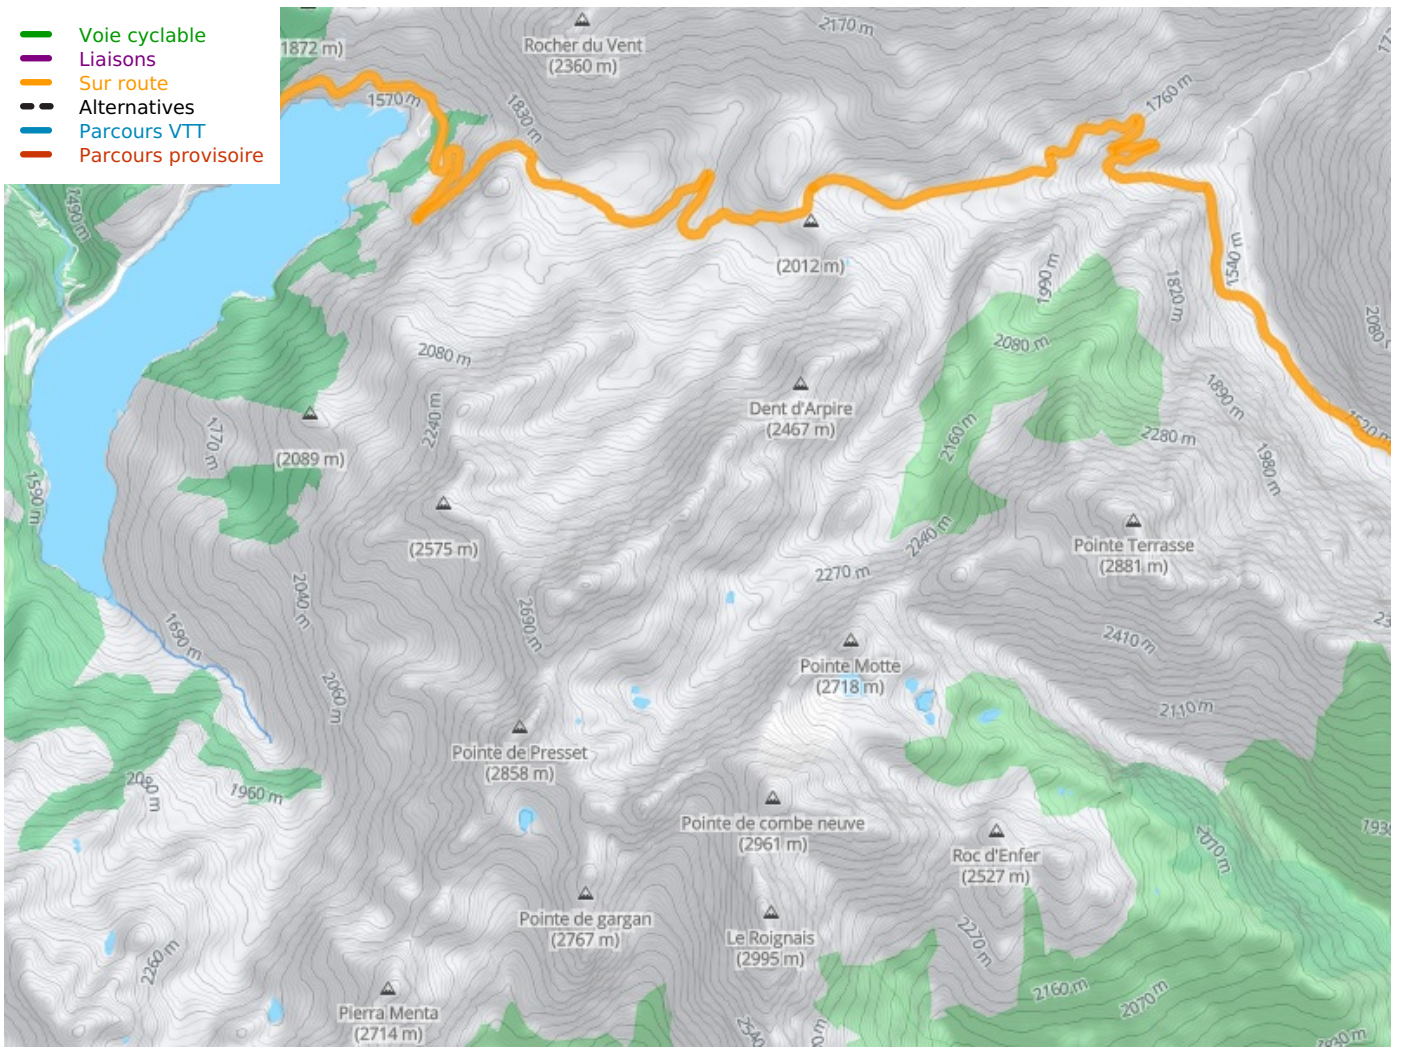 Voie cyclable
Liaisons
Sur route
Alternatives
Parcours VTT
Parcours provisoire
1872 m)
Rocher du Vent
(2360 m)
2170 m
1570 m
1830 m
1760 m
1490 m
(2012 m)
1540 m
1990 m
1820 m
2080 m
2080 m
2080 m
2240 m
Dent d'Arpire
(2467 m)
1890 m
1520 m
1770 m
(2089 m)
2160 m
2280 m
1980 m
1590 m
(2575 m)
2240 m
Pointe Terrasse
(2881 m)
2270 m
2040 m
2690 m
1690 m
2410 m
Pointe Motte
(2718 m)
2060 m
2110 m
Pointe de Presset
(2858 m)
1960 m
Pointe de combe neuve
(2961 m)
Roc d'Enfer
(2527 m)
2070 m
Pointe de gargan
(2767 m)
Le Roignais
(2995 m)
2270 m
2260 m
2160 m
2070 m
Pierra Menta
(2714 m)